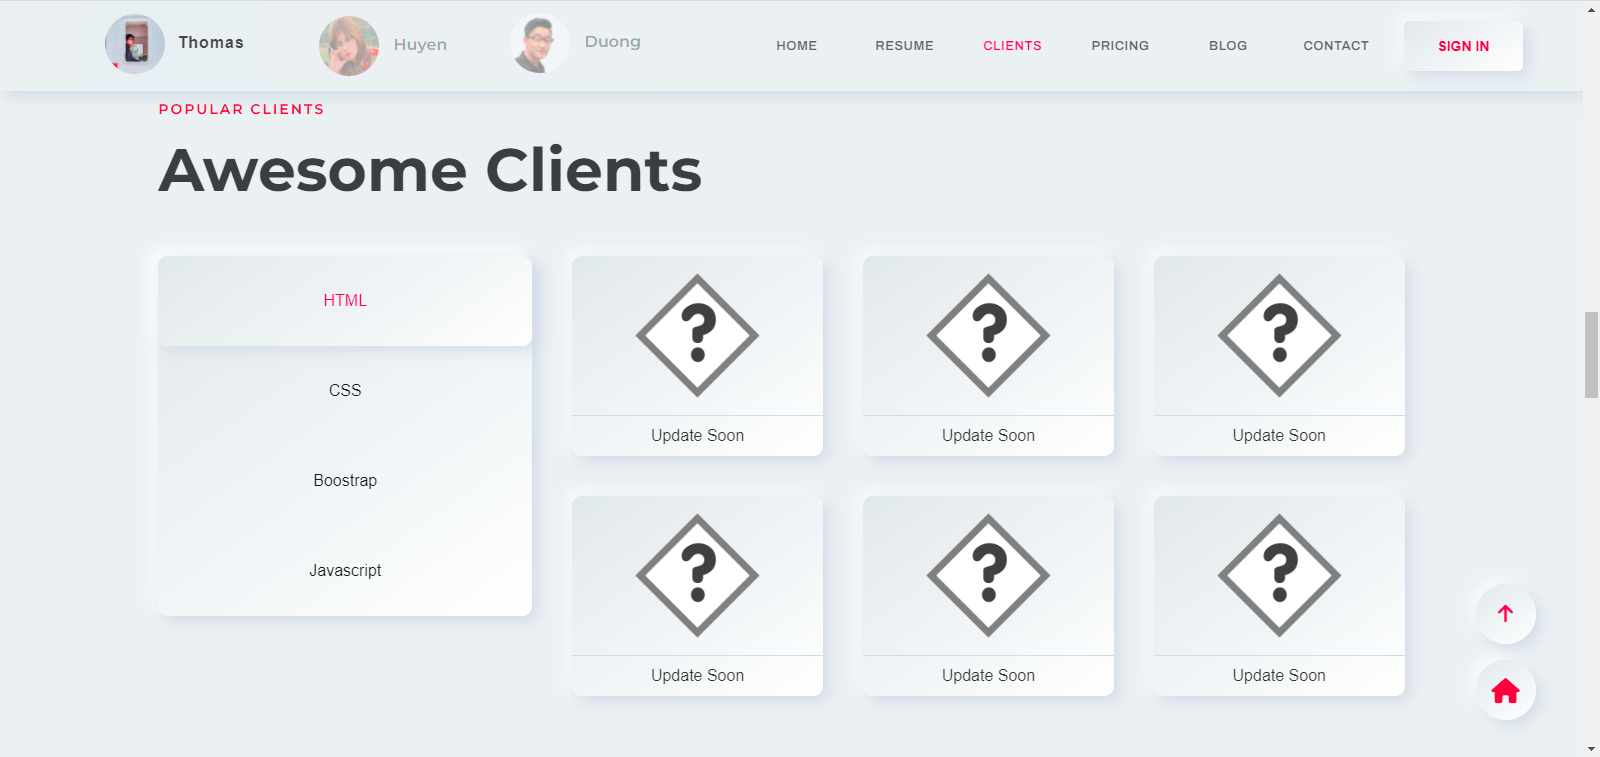 Thomas
Huyen
Duong
HOME
RESUME
CLIENTS
PRICING
BLOG
CONTACT
SIGN IN
POPULAR CLIENTS
Awesome Clients
HTML
CSS
Boostrap
Javascript
?
?
?
Update Soon
Update Soon
Update Soon
?
?
?
Update Soon
Update Soon
Update Soon